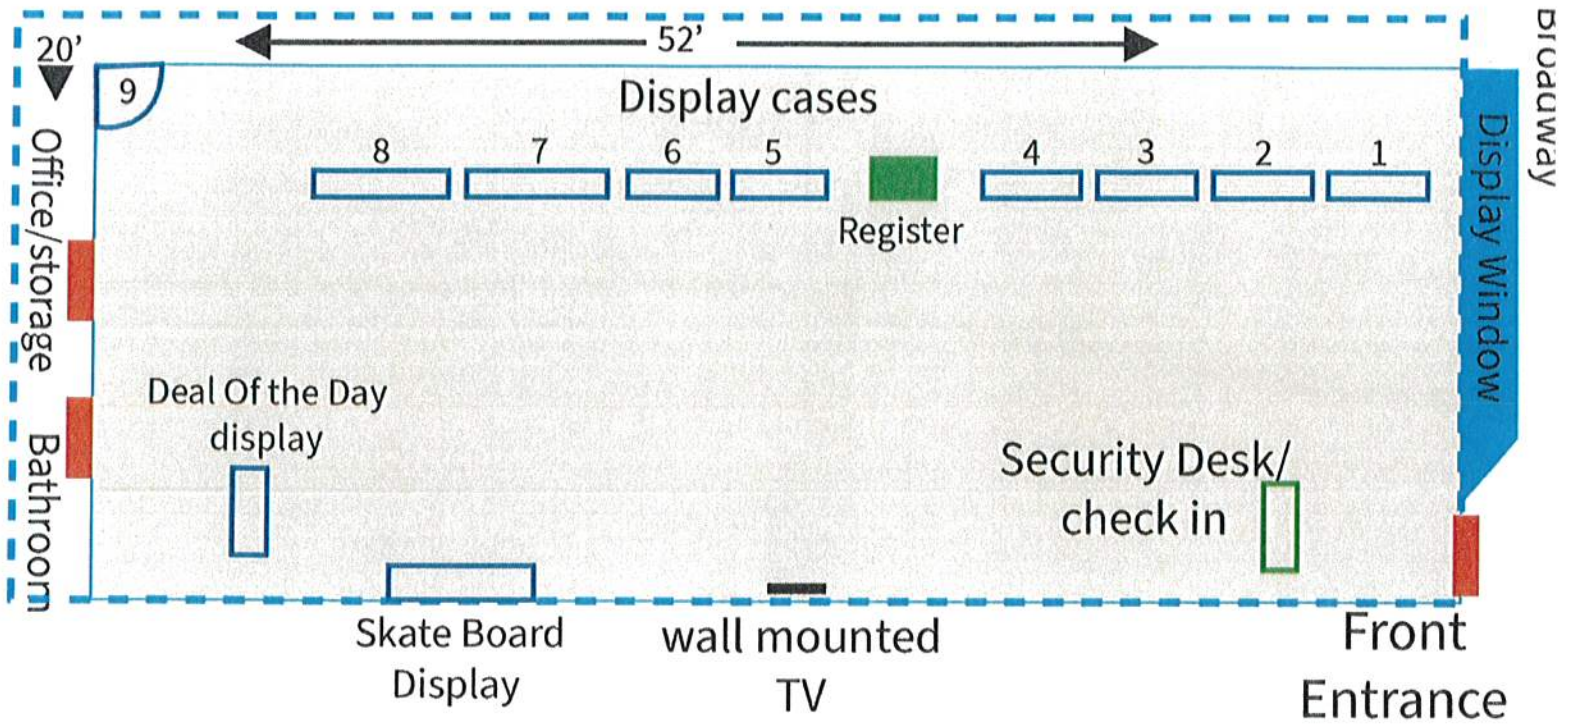 20’
52’
Broadway
9
Display cases
8
7
6
5
4
3
2
1
Register
Display Window
Office/storage
Deal Of the Day
display
Bathroom
Security Desk/
check in
Skate Board
Display
wall mounted
TV
Front
Entrance